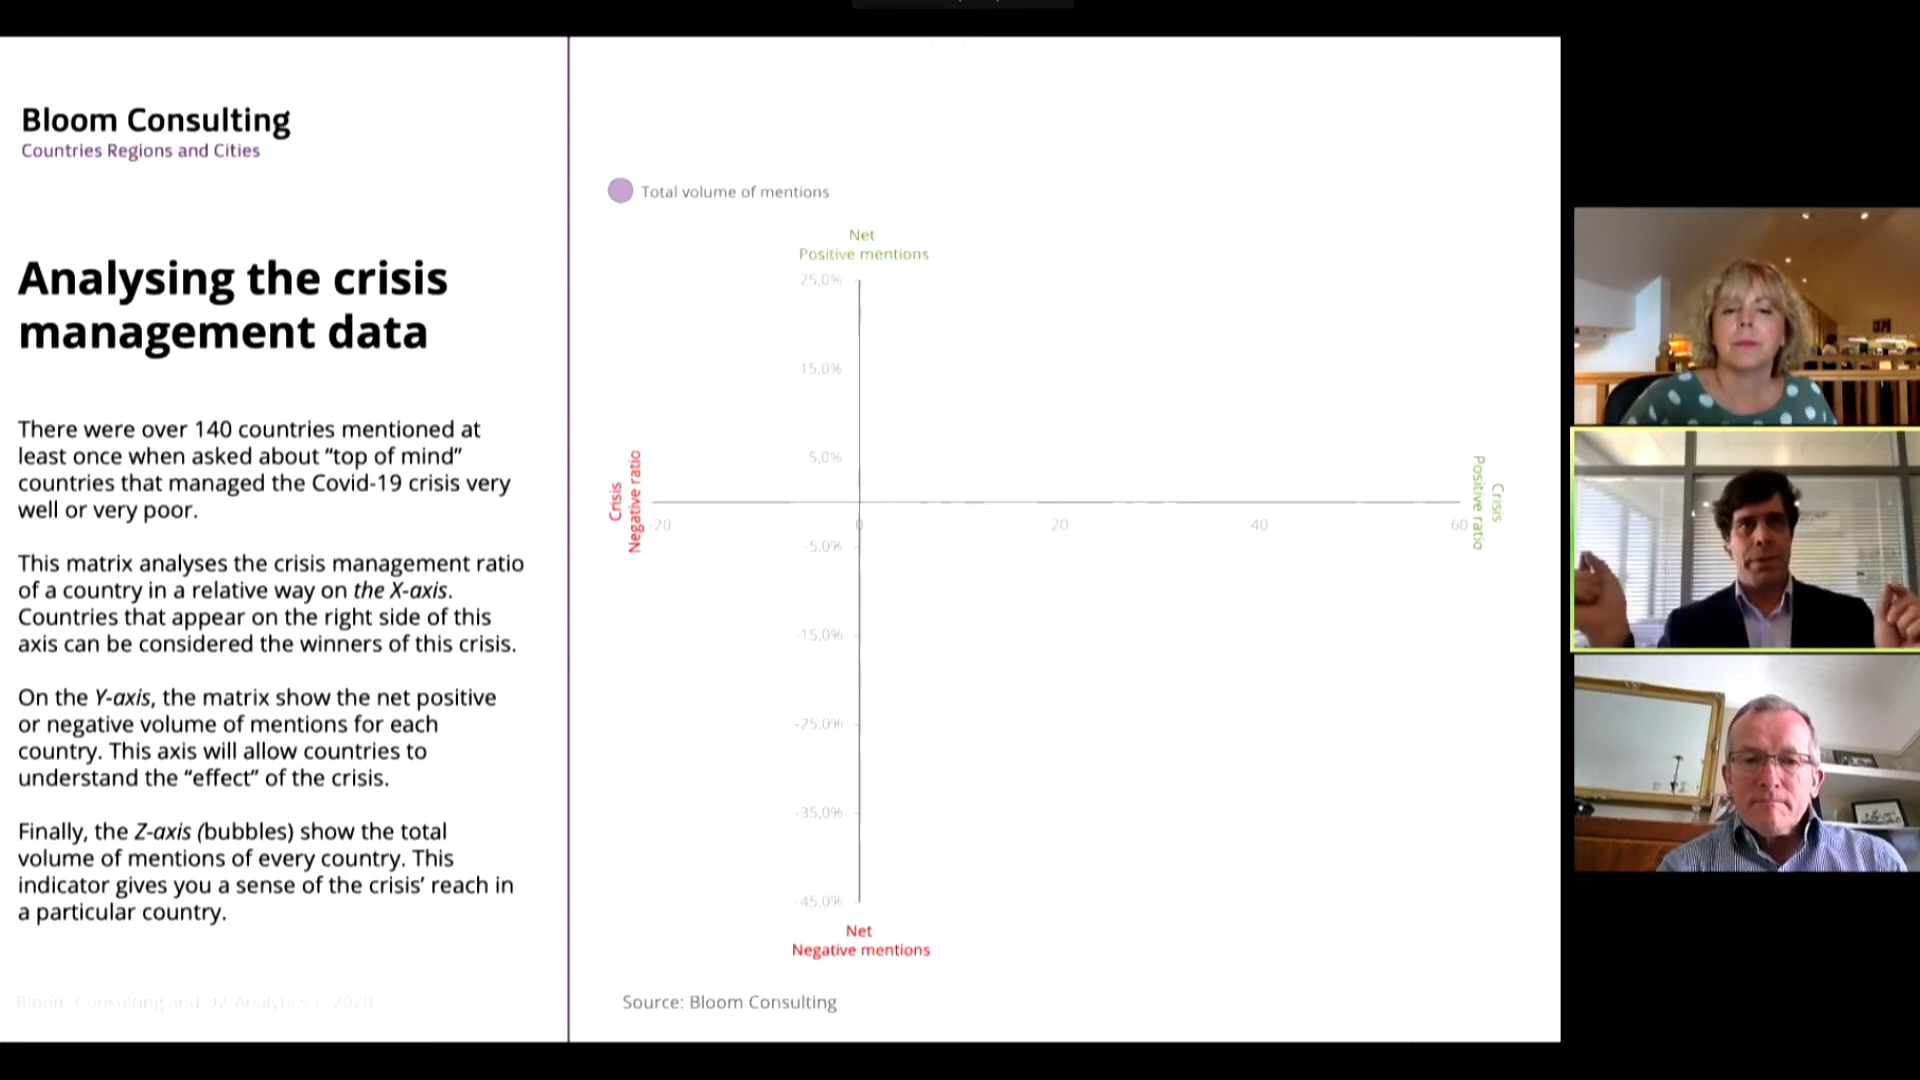 Bloom Consulting
Countries Regions and Cities
Analysing the crisis
management data
There were over 140 countries mentioned at
least once when asked about “top of mind”
countries that managed the Covid-19 crisis very
well or very poor.
This matrix analyses the crisis management ratio
of a country in a relative way on the X-axis.
Countries that appear on the right side of this
axis can be considered the winners of this crisis.
On the Y-axis, the matrix show the net positive
or negative volume of mentions for each
country. This axis will allow countries to
understand the “effect” of the crisis.
Finally, the Z-axis (bubbles) show the total
volume of mentions of every country. This
indicator gives you a sense of the crisis’ reach in
a particular country.
Total volume of mentions
Net
Positive mentions
25,0%
15,0%
5,0%
Crisis
Negative ratio
-20
0
20
40
60
Crisis
Positive ratio
-5,0%
-15,0%
-25,0%
-35,0%
-45,0%
Net
Negative mentions
Source: Bloom Consulting